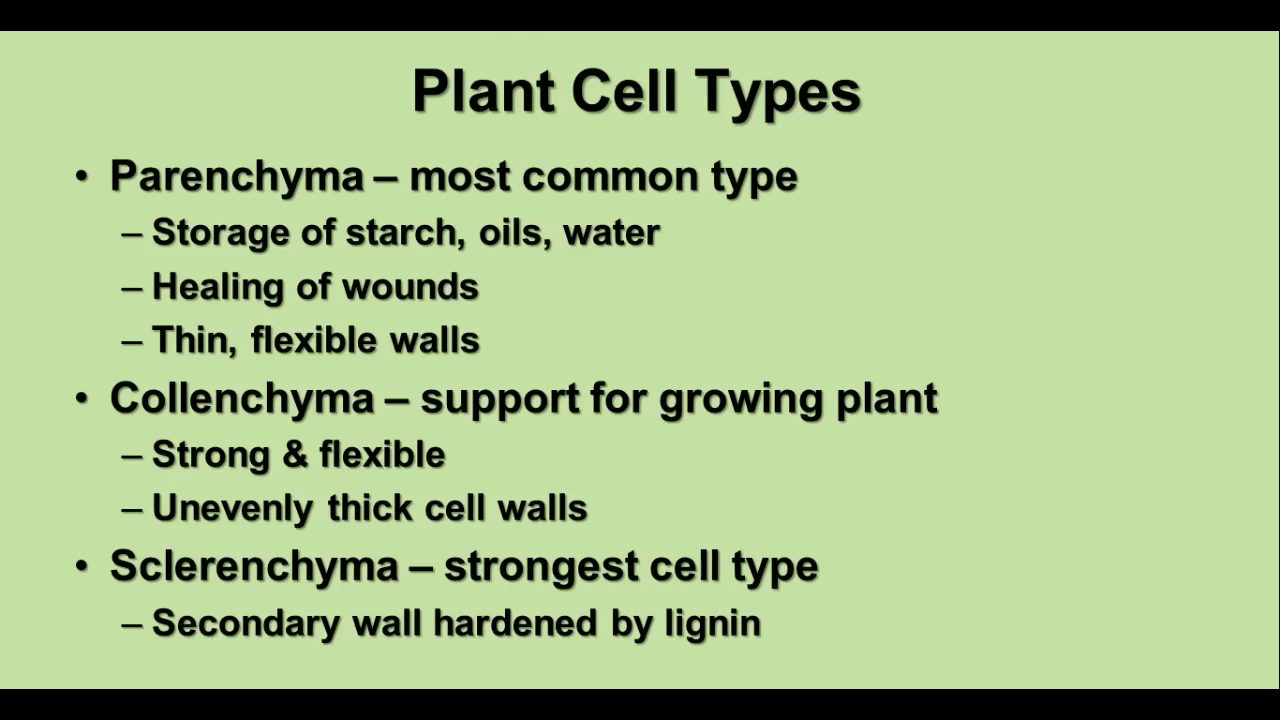 Plant Cell Types
• Parenchyma – most common type
– Storage of starch, oils, water
– Healing of wounds
– Thin, flexible walls
• Collenchyma – support for growing plant
– Strong & flexible
– Unevenly thick cell walls
• Sclerenchyma – strongest cell type
– Secondary wall hardened by lignin